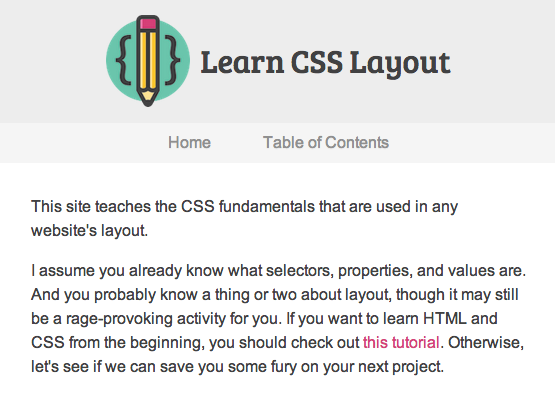 { }
Learn CSS Layout
Home Table of Contents
This site teaches the CSS fundamentals that are used in any
website's layout.
I assume you already know what selectors, properties, and values are.
And you probably know a thing or two about layout, though it may still
be a rage-provoking activity for you. If you want to learn HTML and
CSS from the beginning, you should check out this tutorial. Otherwise,
let's see if we can save you some fury on your next project.